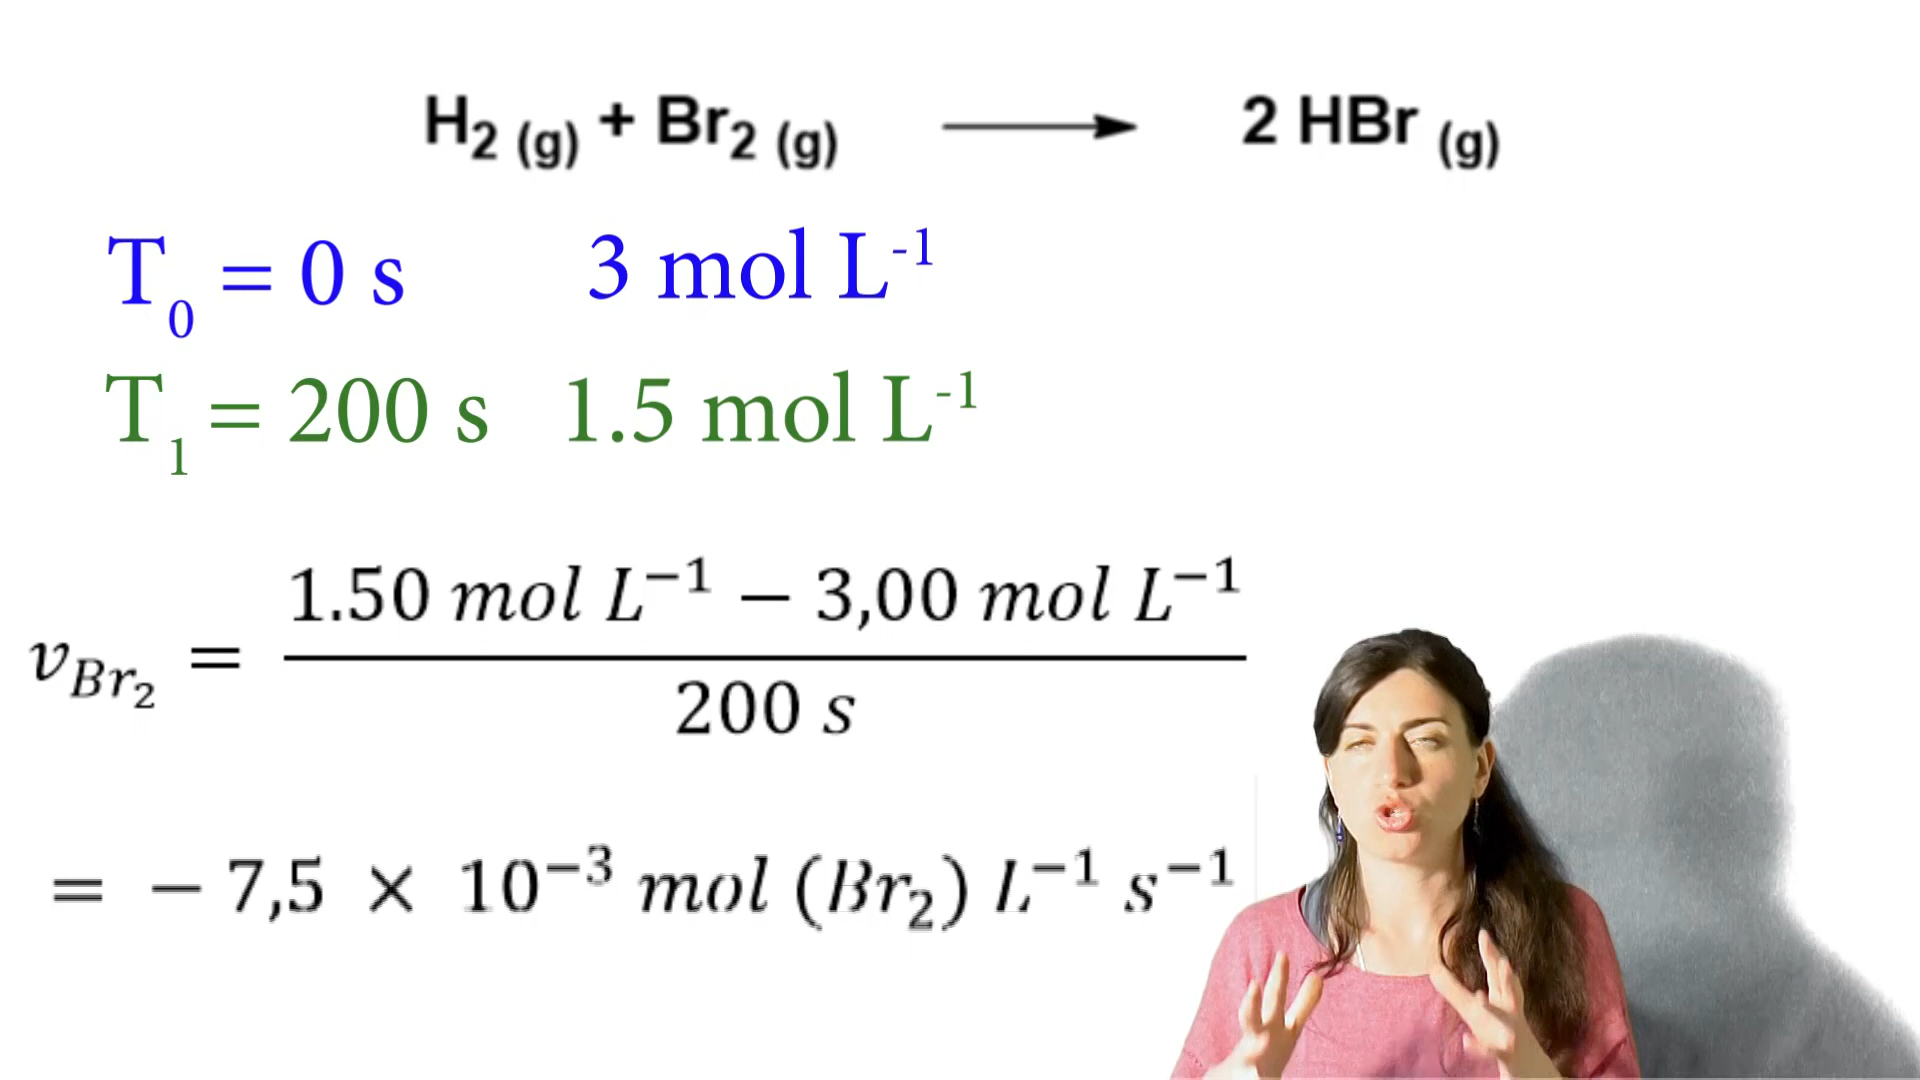 H₂ (g) + Br₂ (g) ⟶ 2 HBr (g)
T₀ = 0 s 3 mol L⁻¹
T₁ = 200 s 1.5 mol L⁻¹
v_Br₂ = (1.50 mol L⁻¹ − 3,00 mol L⁻¹) / 200 s
= − 7,5 × 10⁻³ mol (Br₂) L⁻¹ s⁻¹